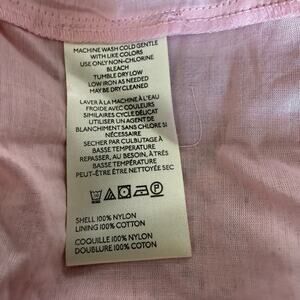 MACHINE WASH COLD GENTLE
WITH LIKE COLORS
USE ONLY NON-CHLORINE
BLEACH
TUMBLE DRY LOW
LOW IRON AS NEEDED
MAY BE DRY CLEANED
LAVER À LA MACHINE À L'EAU
FROIDE AVEC COULEURS
SIMILAIRES CYCLE DÉLICAT
UTILISER UN AGENT DE
BLANCHIMENT SANS CHLORE SI
NÉCESSAIRE
SECHER PAR CULBUTAGE À
BASSE TEMPERATURE
REPASSER, AU BESOIN, À TRÈS
BASSE TEMPÉRATURE
PEUT-ÊTRE ÊTRE NETTOYÉE SEC
SHELL 100% NYLON
LINING 100% COTTON
COQUILLE 100% NYLON
DOUBLURE 100% COTON